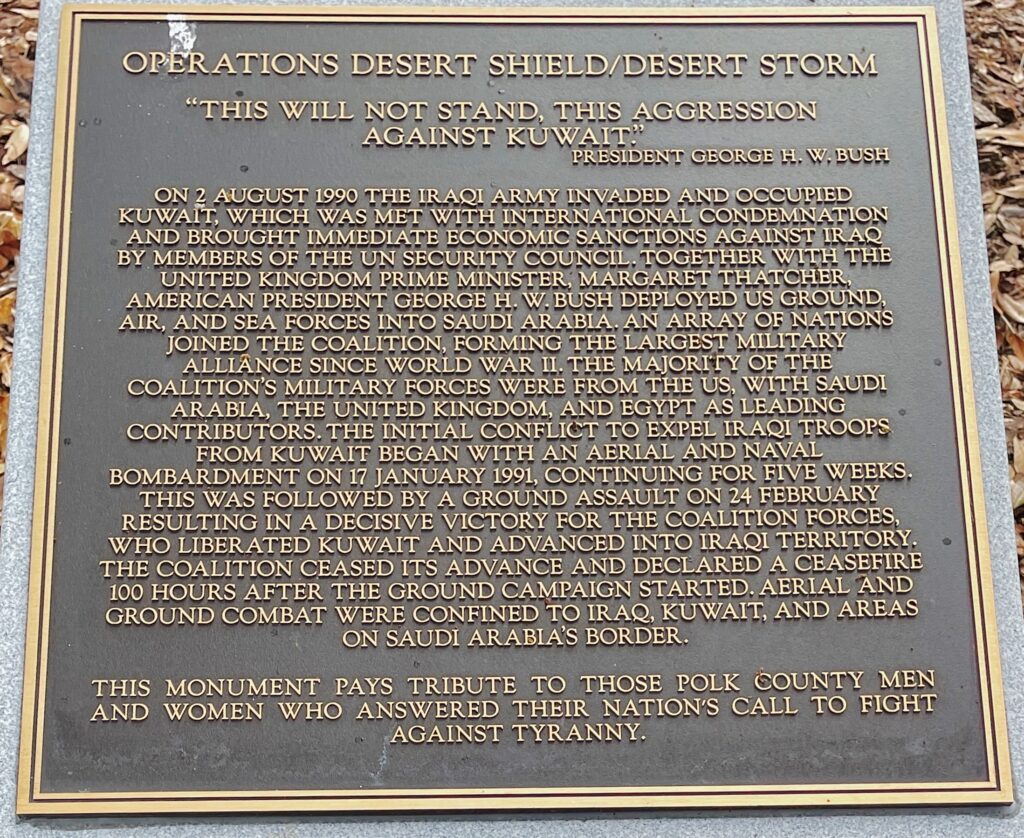 OPERATIONS DESERT SHIELD/DESERT STORM
"THIS WILL NOT STAND, THIS AGGRESSION
AGAINST KUWAIT."
PRESIDENT GEORGE H. W. BUSH
ON 2 AUGUST 1990 THE IRAQI ARMY INVADED AND OCCUPIED
KUWAIT, WHICH WAS MET WITH INTERNATIONAL CONDEMNATION
AND BROUGHT IMMEDIATE ECONOMIC SANCTIONS AGAINST IRAQ
BY MEMBERS OF THE UN SECURITY COUNCIL. TOGETHER WITH THE
UNITED KINGDOM PRIME MINISTER, MARGARET THATCHER,
AMERICAN PRESIDENT GEORGE H. W. BUSH DEPLOYED US GROUND,
AIR, AND SEA FORCES INTO SAUDI ARABIA. AN ARRAY OF NATIONS
JOINED THE COALITION, FORMING THE LARGEST MILITARY
ALLIANCE SINCE WORLD WAR II. THE MAJORITY OF THE
COALITION'S MILITARY FORCES WERE FROM THE US, WITH SAUDI
ARABIA, THE UNITED KINGDOM, AND EGYPT AS LEADING
CONTRIBUTORS. THE INITIAL CONFLICT TO EXPEL IRAQI TROOPS
FROM KUWAIT BEGAN WITH AN AERIAL AND NAVAL
BOMBARDMENT ON 17 JANUARY 1991, CONTINUING FOR FIVE WEEKS.
THIS WAS FOLLOWED BY A GROUND ASSAULT ON 24 FEBRUARY
RESULTING IN A DECISIVE VICTORY FOR THE COALITION FORCES,
WHO LIBERATED KUWAIT AND ADVANCED INTO IRAQI TERRITORY.
THE COALITION CEASED ITS ADVANCE AND DECLARED A CEASEFIRE
100 HOURS AFTER THE GROUND CAMPAIGN STARTED. AERIAL AND
GROUND COMBAT WERE CONFINED TO IRAQ, KUWAIT, AND AREAS
ON SAUDI ARABIA'S BORDER.
THIS MONUMENT PAYS TRIBUTE TO THOSE POLK COUNTY MEN
AND WOMEN WHO ANSWERED THEIR NATION'S CALL TO FIGHT
AGAINST TYRANNY.